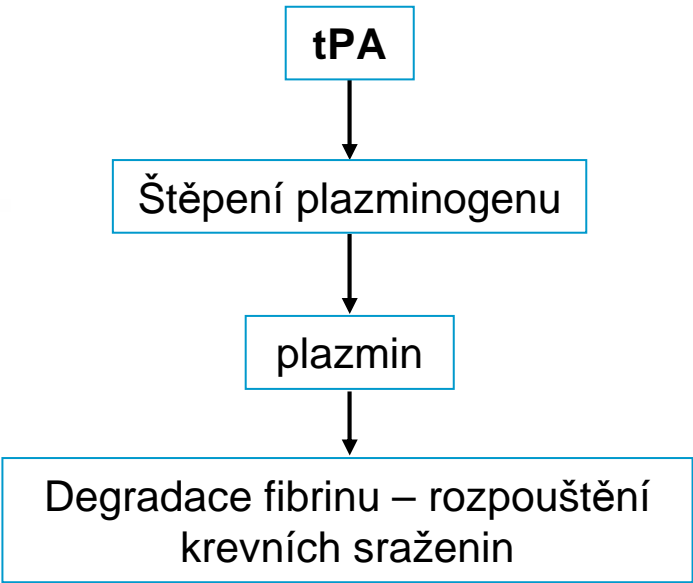 tPA
Štěpení plazminogenu
plazmin
Degradace fibrinu – rozpouštění
krevních sraženin